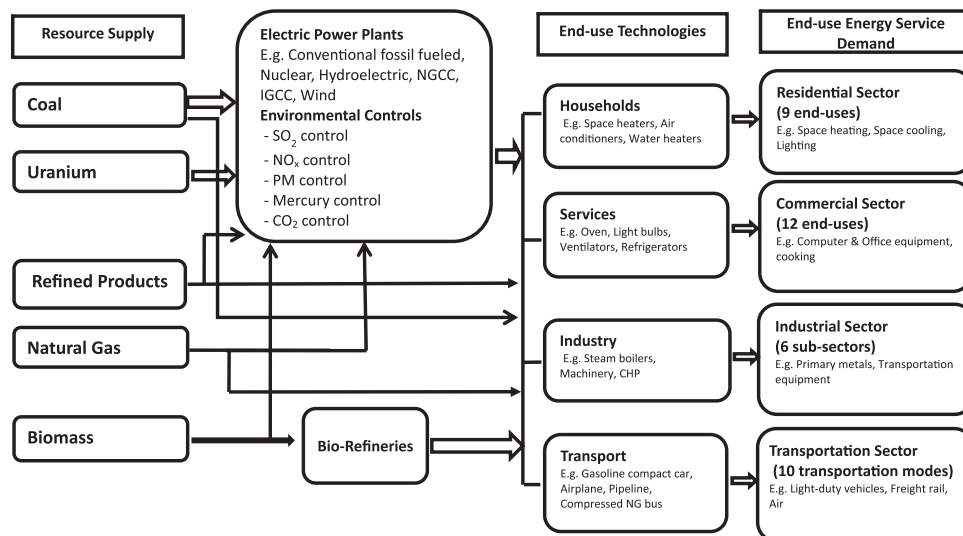 Resource Supply
Coal
Uranium
Refined Products
Natural Gas
Biomass
Electric Power Plants
E.g. Conventional fossil fueled,
Nuclear, Hydroelectric, NGCC,
IGCC, Wind
Environmental Controls
- SO₂ control
- NOₓ control
- PM control
- Mercury control
- CO₂ control
Bio-Refineries
End-use Technologies
Households
E.g. Space heaters, Air
conditioners, Water heaters
Services
E.g. Oven, Light bulbs,
Ventilators, Refrigerators
Industry
E.g. Steam boilers,
Machinery, CHP
Transport
E.g. Gasoline compact car,
Airplane, Pipeline,
Compressed NG bus
End-use Energy Service
Demand
Residential Sector
(9 end-uses)
E.g. Space heating, Space cooling,
Lighting
Commercial Sector
(12 end-uses)
E.g. Computer & Office equipment,
cooking
Industrial Sector
(6 sub-sectors)
E.g. Primary metals, Transportation
equipment
Transportation Sector
(10 transportation modes)
E.g. Light-duty vehicles, Freight rail,
Air